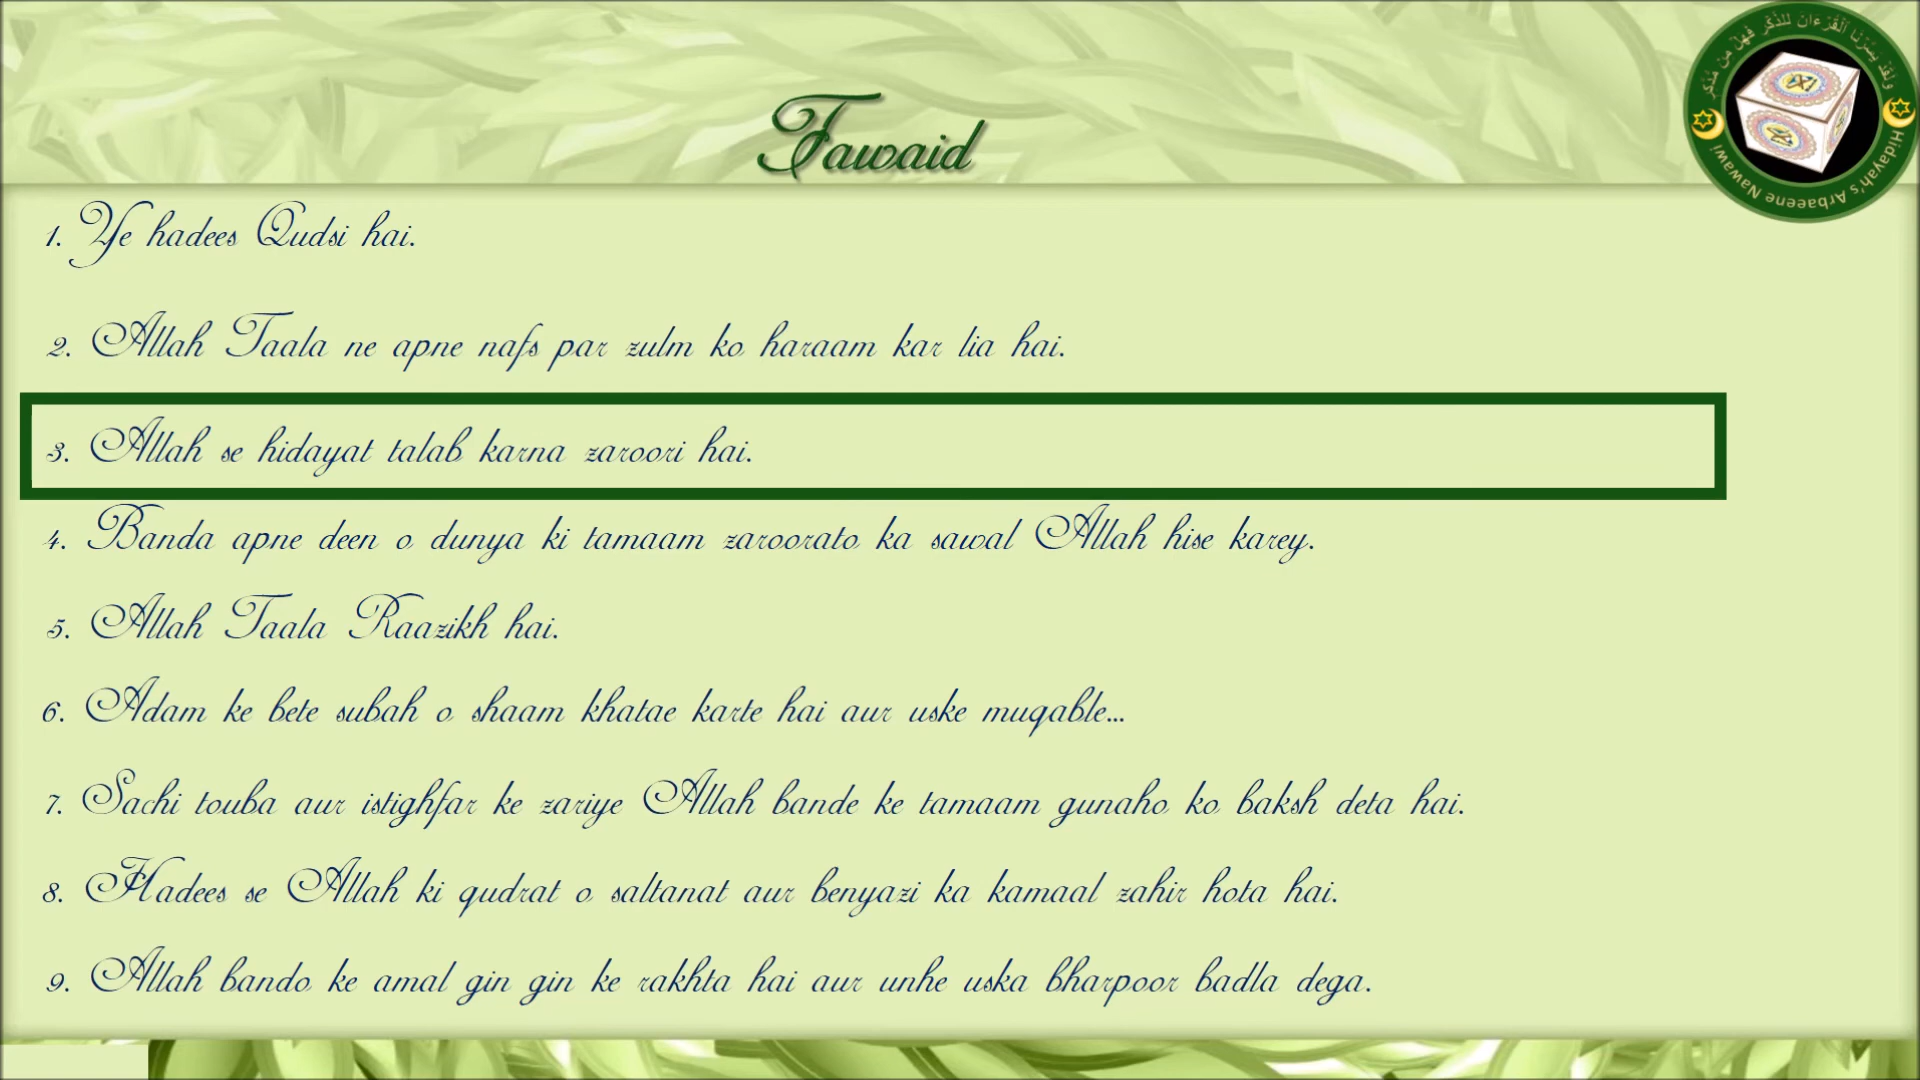 Fawaid
وَلَقَدْ يَسَّرْنَا ٱلْقُرْءَانَ لِلذِّكْرِ فَهَلْ مِن مُّدَّكِرٍ
Hidayah's Arbaeene Nawawi
1. Ye hadees Qudsi hai.
2. Allah Taala ne apne nafs par zulm ko haraam kar lia hai.
3. Allah se hidayat talab karna zaroori hai.
4. Banda apne deen o dunya ki tamaam zaroorato ka sawal Allah hise karey.
5. Allah Taala Raazikh hai.
6. Adam ke bete subah o shaam khatae karte hai aur uske muqable...
7. Sachi touba aur istighfar ke zariye Allah bande ke tamaam gunaho ko baksh deta hai.
8. Hadees se Allah ki qudrat o saltanat aur benyazi ka kamaal zahir hota hai.
9. Allah bando ke amal gin gin ke rakhta hai aur unhe uska bharpoor badla dega.